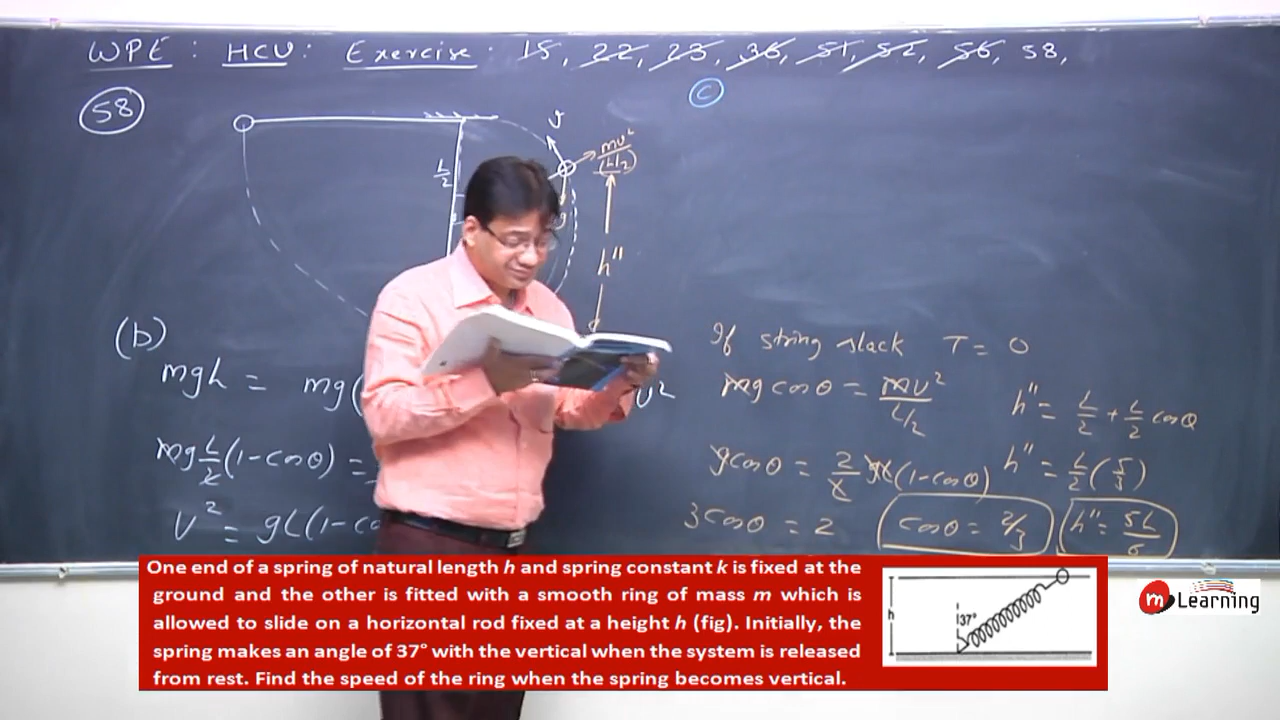 WPE : HCV : Exercise : 15, 22, 23, 36, 51, 52, 56, 58,
58
C
v
mv²/(L/2)
L/2
h"
(b)
If string slack T = 0
mgh = mg( v²
mg cosθ = mv²/L/2
h" = L/2 + L/2 cosθ
mg L/2 (1-cosθ) =
gcosθ = 2/L gL(1-cosθ)
h" = L/2 (5/3)
v² = gL(1-co
3cosθ = 2
cosθ = 2/3
h" = 5L/6
One end of a spring of natural length h and spring constant k is fixed at the
ground and the other is fitted with a smooth ring of mass m which is
allowed to slide on a horizontal rod fixed at a height h (fig). Initially, the
spring makes an angle of 37° with the vertical when the system is released
from rest. Find the speed of the ring when the spring becomes vertical.
h
37°
m Learning